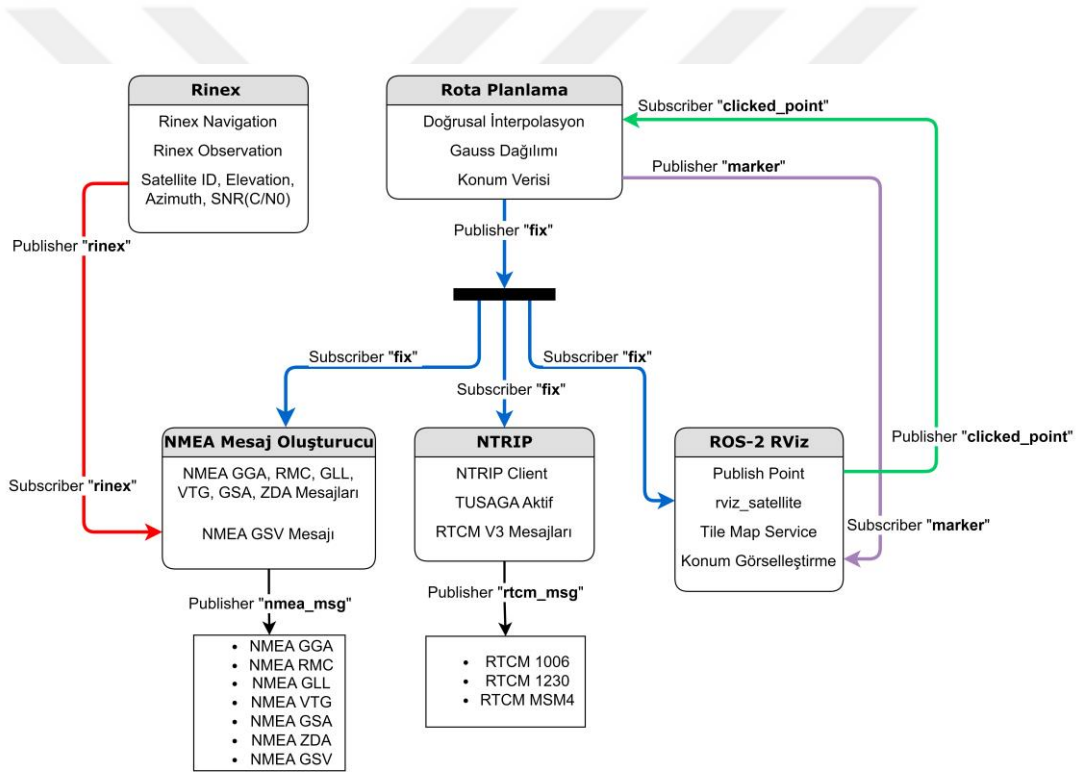 Rinex
Rinex Navigation
Rinex Observation
Satellite ID, Elevation,
Azimuth, SNR(C/N0)
Rota Planlama
Doğrusal İnterpolasyon
Gauss Dağılımı
Konum Verisi
Subscriber "clicked_point"
Publisher "marker"
Publisher "fix"
Publisher "rinex"
Subscriber "fix"
Subscriber "fix"
Subscriber "fix"
NMEA Mesaj Oluşturucu
NMEA GGA, RMC, GLL,
VTG, GSA, ZDA Mesajları
NMEA GSV Mesajı
NTRIP
NTRIP Client
TUSAGA Aktif
RTCM V3 Mesajları
ROS-2 RViz
Publish Point
rviz_satellite
Tile Map Service
Konum Görselleştirme
Publisher "clicked_point"
Subscriber "rinex"
Subscriber "marker"
Publisher "nmea_msg"
Publisher "rtcm_msg"
• NMEA GGA
• NMEA RMC
• NMEA GLL
• NMEA VTG
• NMEA GSA
• NMEA ZDA
• NMEA GSV
• RTCM 1006
• RTCM 1230
• RTCM MSM4